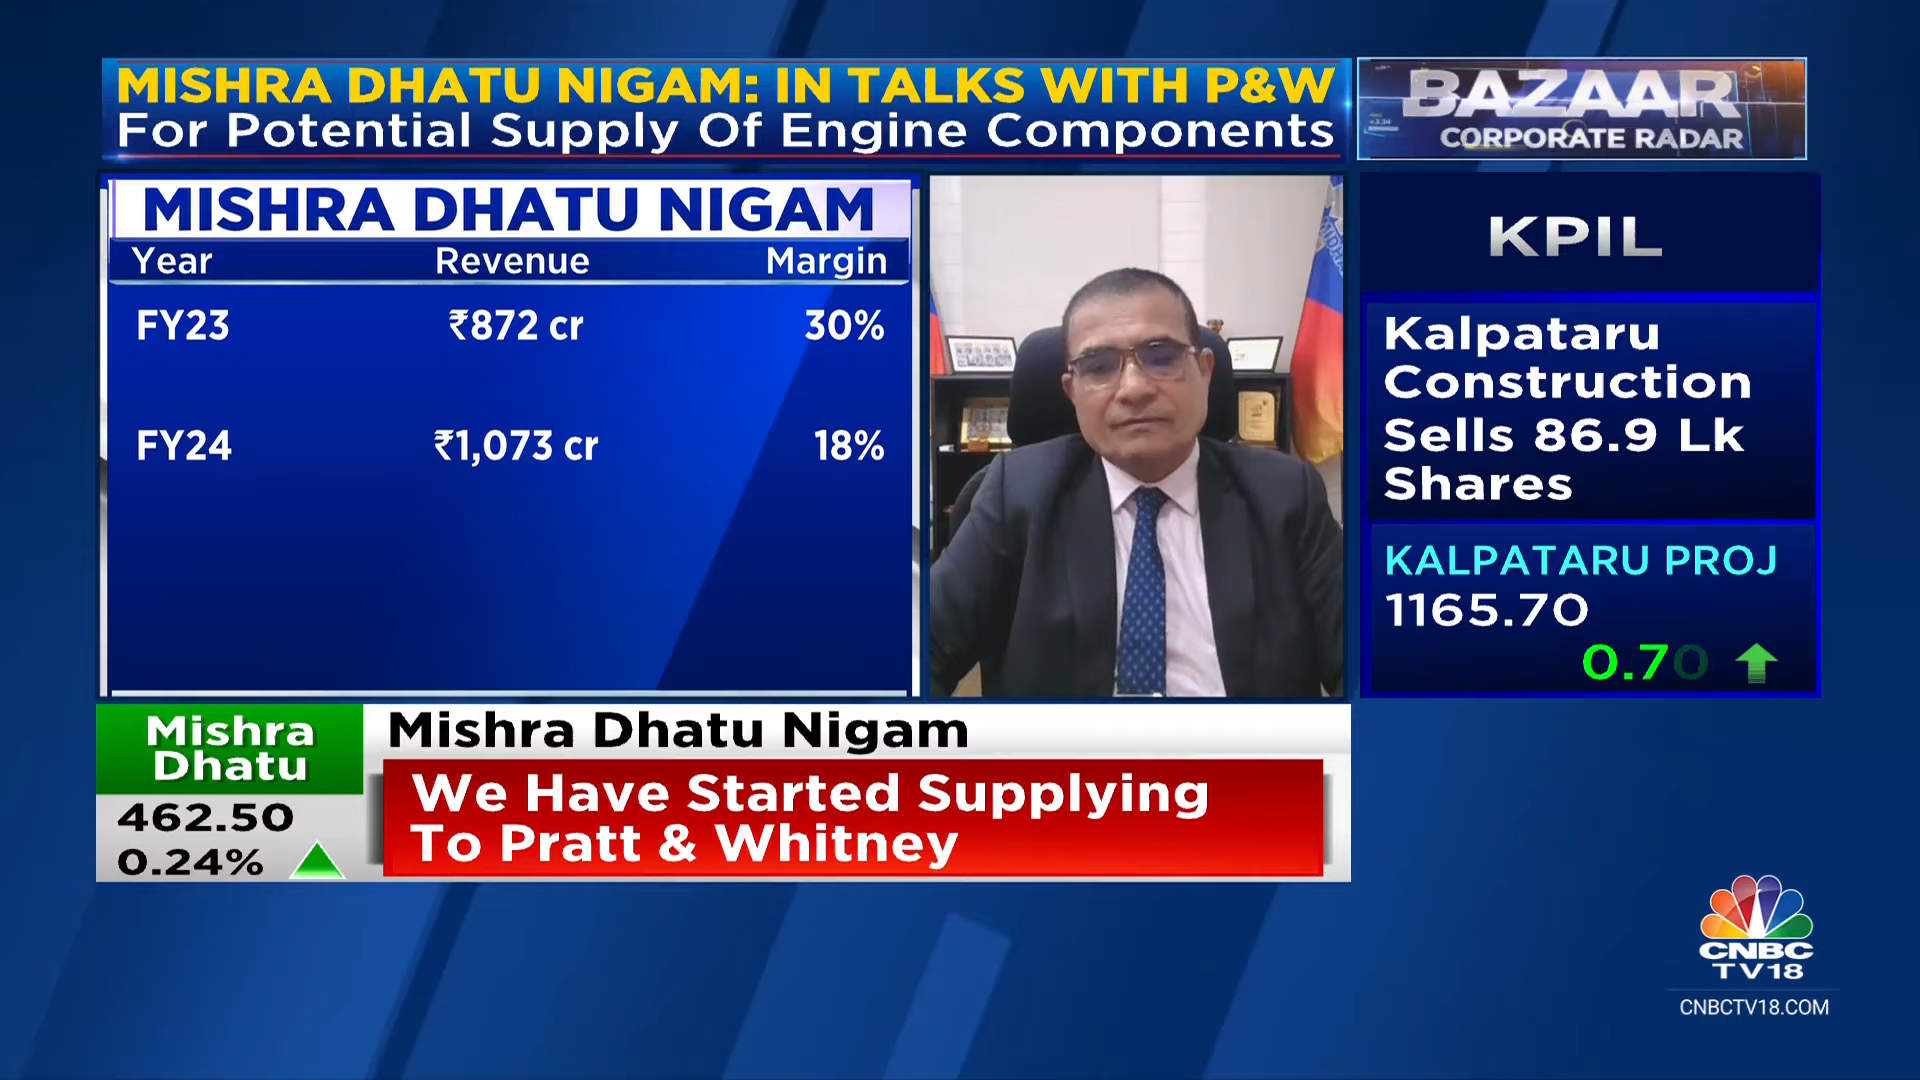 MISHRA DHATU NIGAM: IN TALKS WITH P&W
For Potential Supply Of Engine Components
BAZAAR
CORPORATE RADAR
MISHRA DHATU NIGAM
Year Revenue Margin
FY23 ₹872 cr 30%
FY24 ₹1,073 cr 18%
KPIL
Kalpataru
Construction
Sells 86.9 Lk
Shares
KALPATARU PROJ
1165.70
0.70
Mishra
Dhatu
462.50
0.24%
Mishra Dhatu Nigam
We Have Started Supplying
To Pratt & Whitney
CNBC
TV18
CNBCTV18.COM